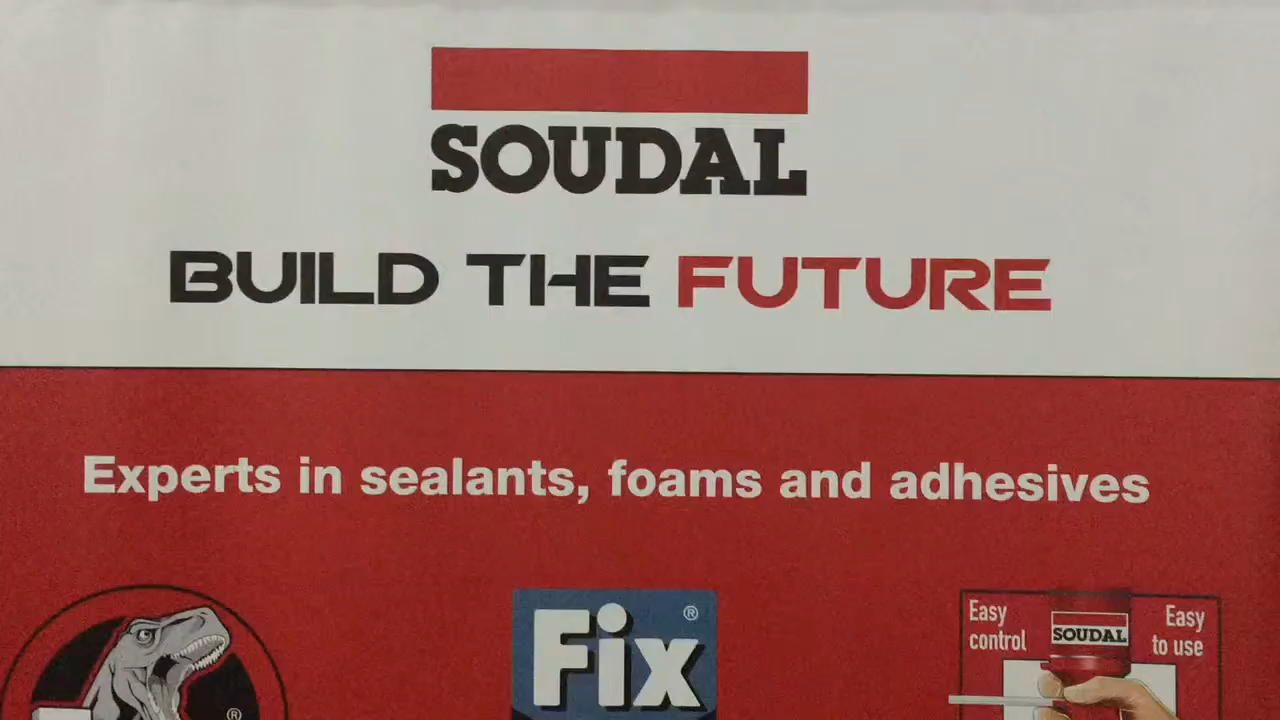 SOUDAL
BUILD THE FUTURE
Experts in sealants, foams and adhesives
®
Fix ®
Easy control
SOUDAL
Easy to use